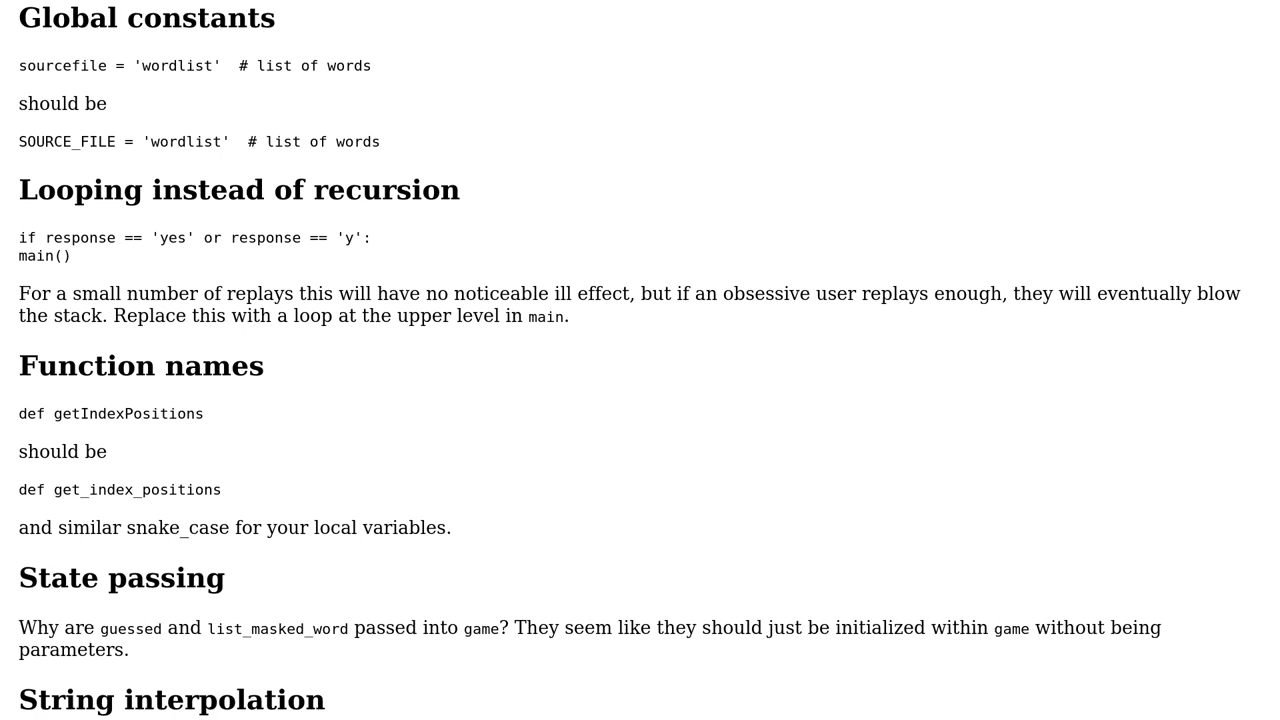 Global constants
sourcefile = 'wordlist'  # list of words
should be
SOURCE_FILE = 'wordlist'  # list of words
Looping instead of recursion
if response == 'yes' or response == 'y':
main()
For a small number of replays this will have no noticeable ill effect, but if an obsessive user replays enough, they will eventually blow
the stack. Replace this with a loop at the upper level in main.
Function names
def getIndexPositions
should be
def get_index_positions
and similar snake_case for your local variables.
State passing
Why are guessed and list_masked_word passed into game? They seem like they should just be initialized within game without being
parameters.
String interpolation